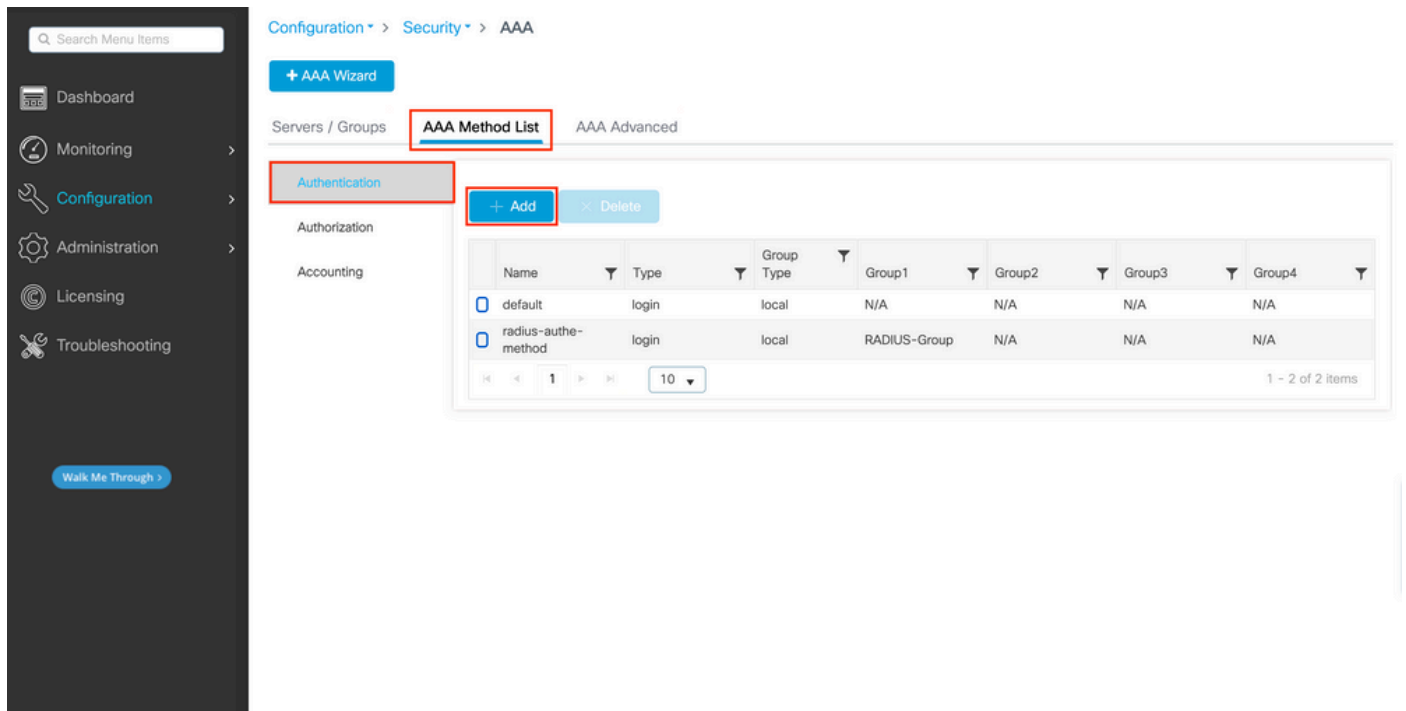 Search Menu Items
Dashboard
Monitoring
Configuration
Administration
Licensing
Troubleshooting
Walk Me Through >
Configuration > Security > AAA
+ AAA Wizard
Servers / Groups AAA Method List AAA Advanced
Authentication
Authorization
Accounting
+ Add × Delete
Name Type Group Type Group1 Group2 Group3 Group4
default login local N/A N/A N/A N/A
radius-authe-method login local RADIUS-Group N/A N/A N/A
1 10 1 - 2 of 2 items